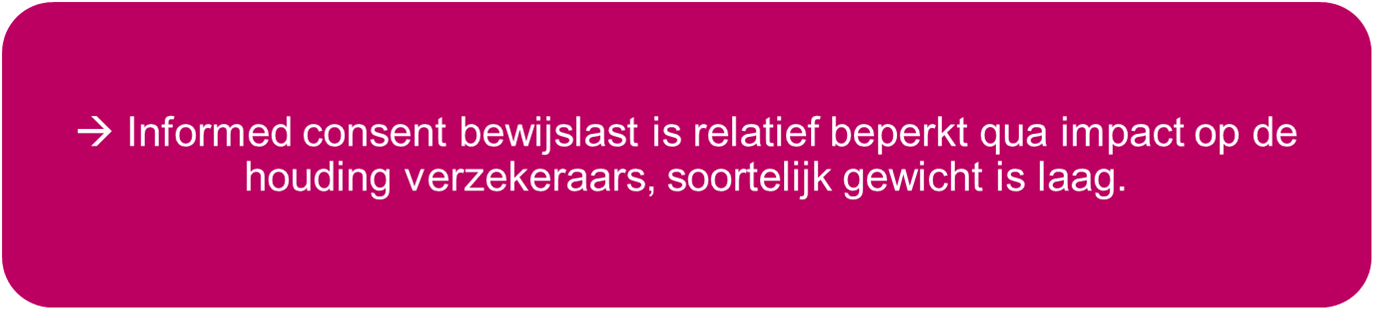 → Informed consent bewijslast is relatief beperkt qua impact op de
houding verzekeraars, soortelijk gewicht is laag.